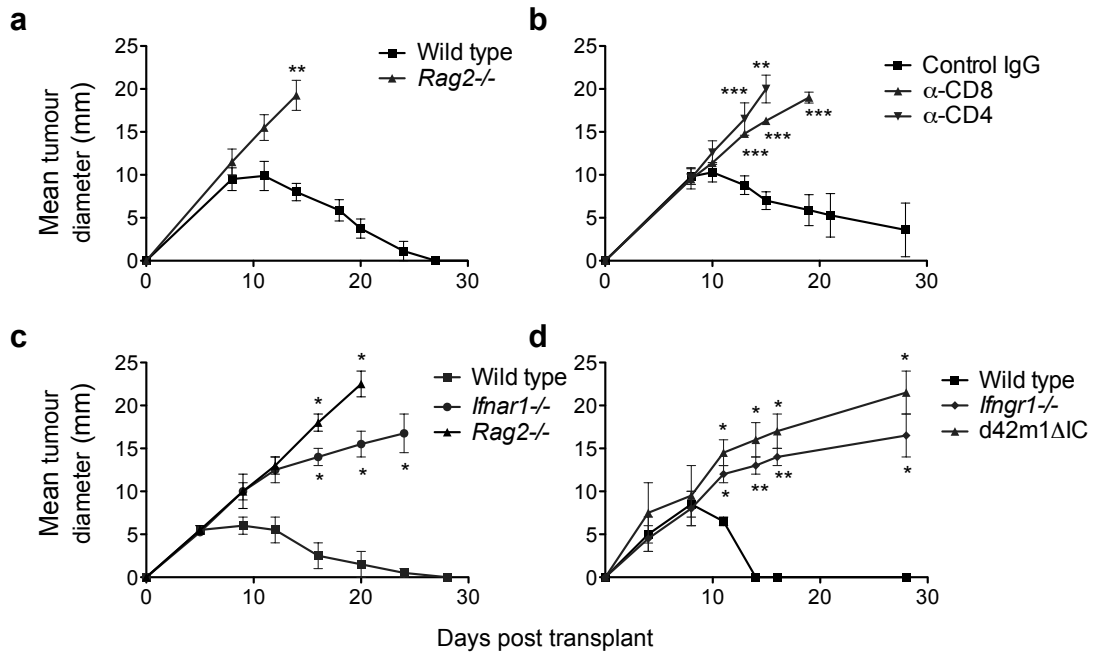 a
25
20
15
10
5
0
0 10 20 30
Mean tumour
diameter (mm)
Wild type
Rag2-/-
**
b
25
20
15
10
5
0
0 10 20 30
Control IgG
α-CD8
α-CD4
**
***
***
***
***
c
25
20
15
10
5
0
0 10 20 30
Mean tumour
diameter (mm)
Wild type
Ifnar1-/-
Rag2-/-
*
*
*
*
*
d
25
20
15
10
5
0
0 10 20 30
Wild type
Ifngr1-/-
d42m1ΔIC
*
*
*
*
*
**
**
*
Days post transplant